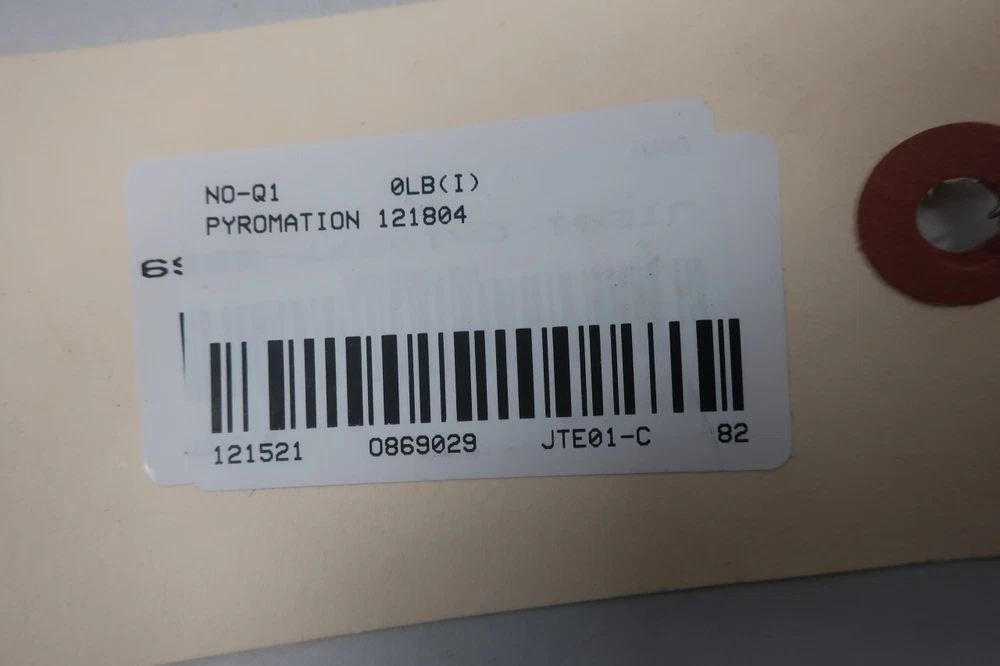 NO-Q1 0LB(I)
PYROMATION 121804
121521 0869029 JTE01-C 82